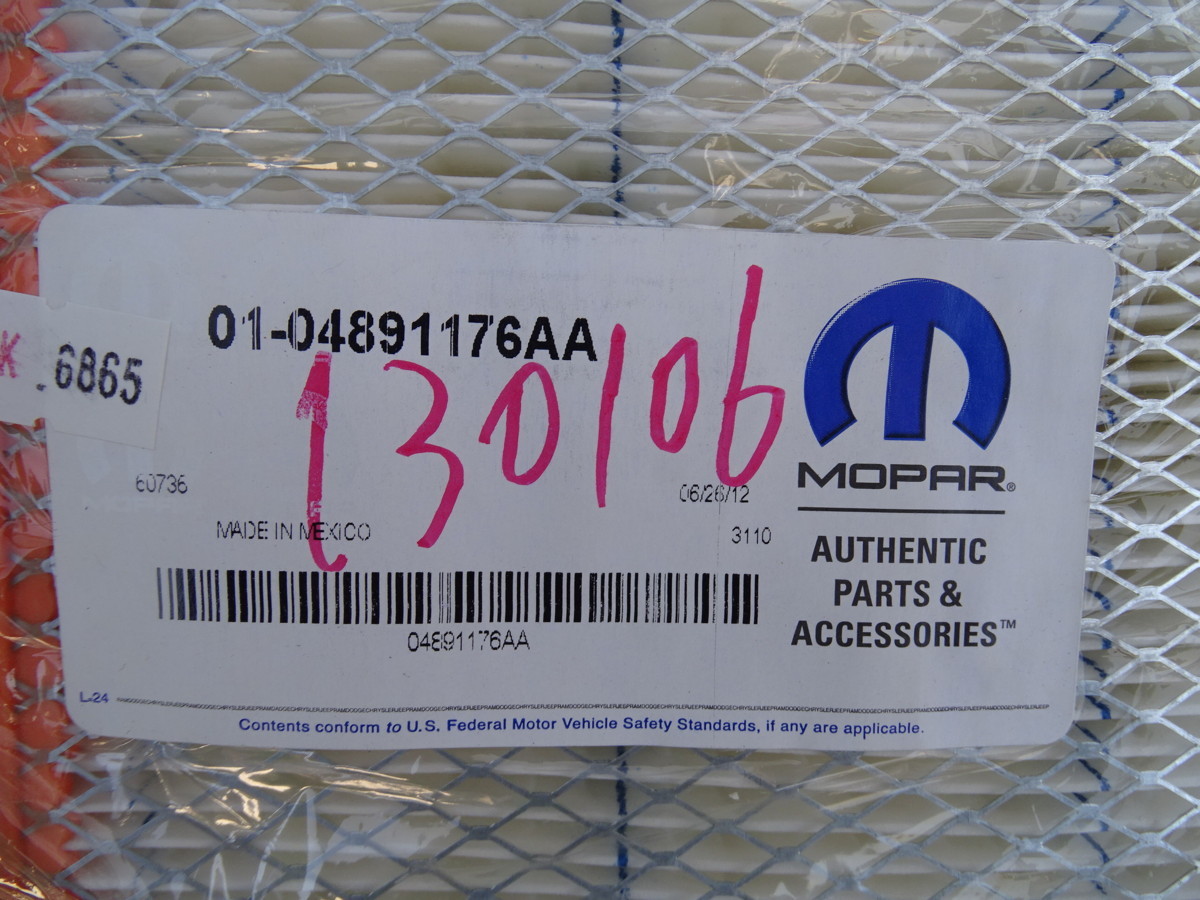 01-04891176AA
130106
K
6865
60736
06/26/12
MADE IN MEXICO
3110
04891176AA
MOPAR®
AUTHENTIC
PARTS &
ACCESSORIES™
L-24
Contents conform to U.S. Federal Motor Vehicle Safety Standards, if any are applicable.